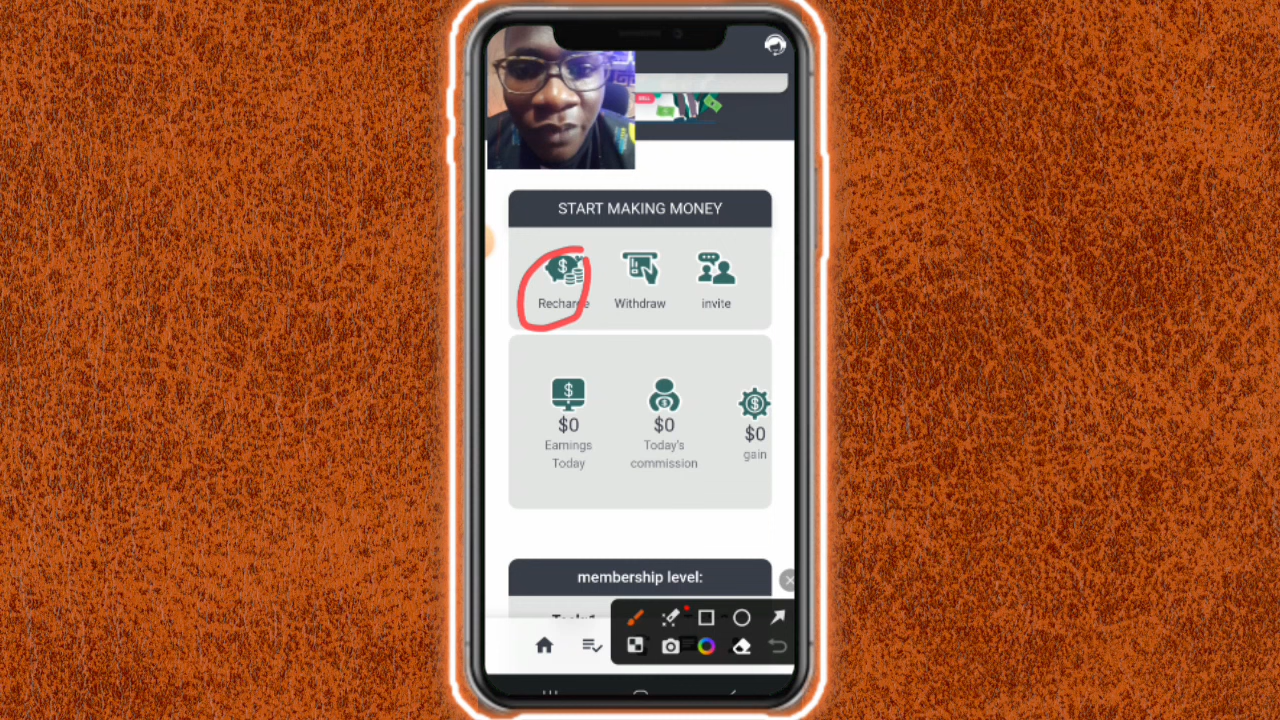 START MAKING MONEY
Recharge
Withdraw
invite
$0
Earnings
Today
$0
Today's
commission
$0
gain
membership level: